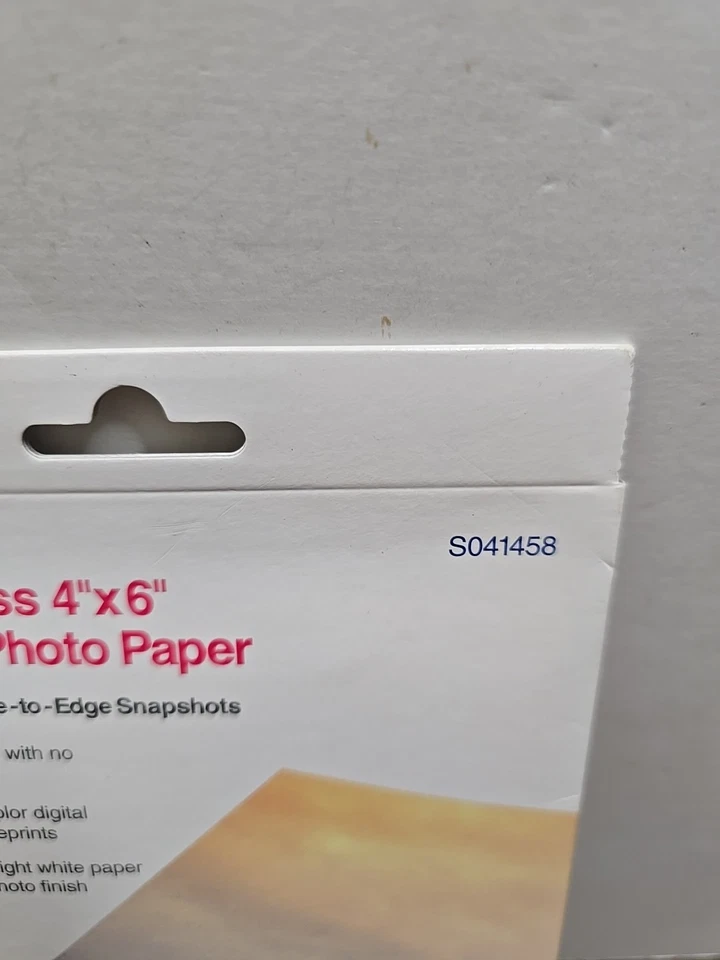 S041458
ss 4"x6"
Photo Paper
e-to-Edge Snapshots
with no
olor digital
eprints
ight white paper
hoto finish